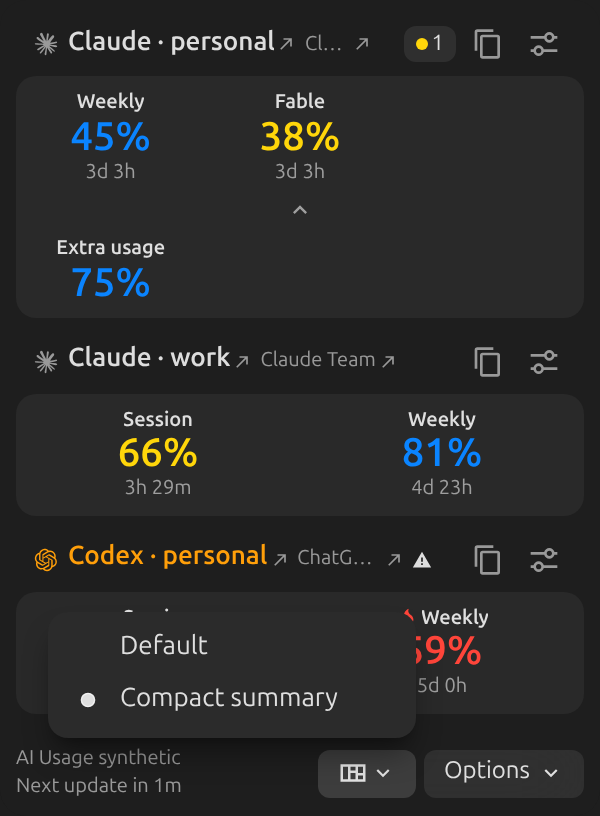 Claude · personal Cl... 1
Weekly Fable
45% 38%
3d 3h 3d 3h
Extra usage
75%
Claude · work Claude Team
Session Weekly
66% 81%
3h 29m 4d 23h
Codex · personal ChatG...
Weekly
59%
5d 0h
Default
Compact summary
AI Usage synthetic
Next update in 1m
Options